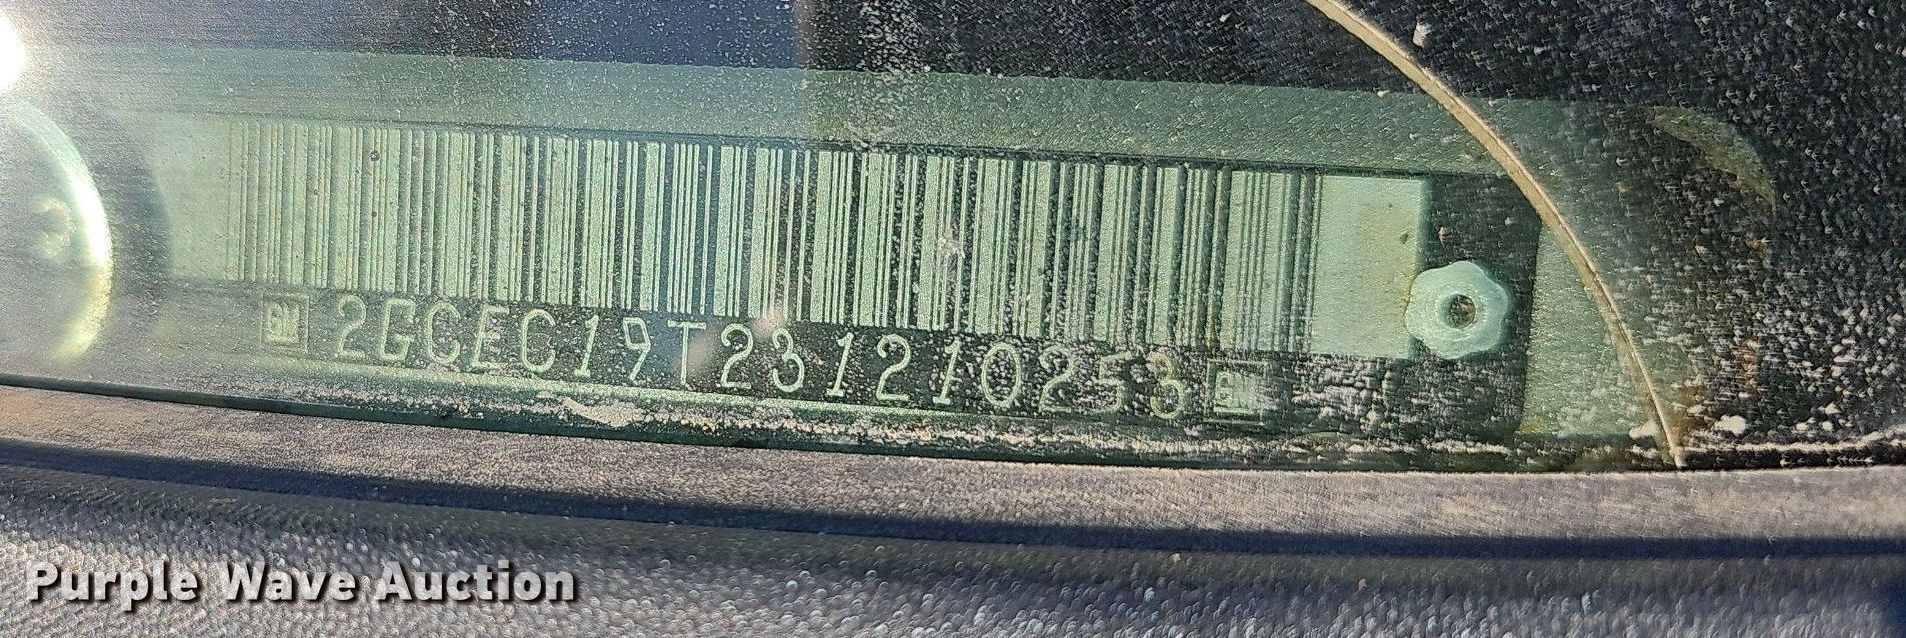 GM 2GCEC19T231210253 GM
Purple Wave Auction